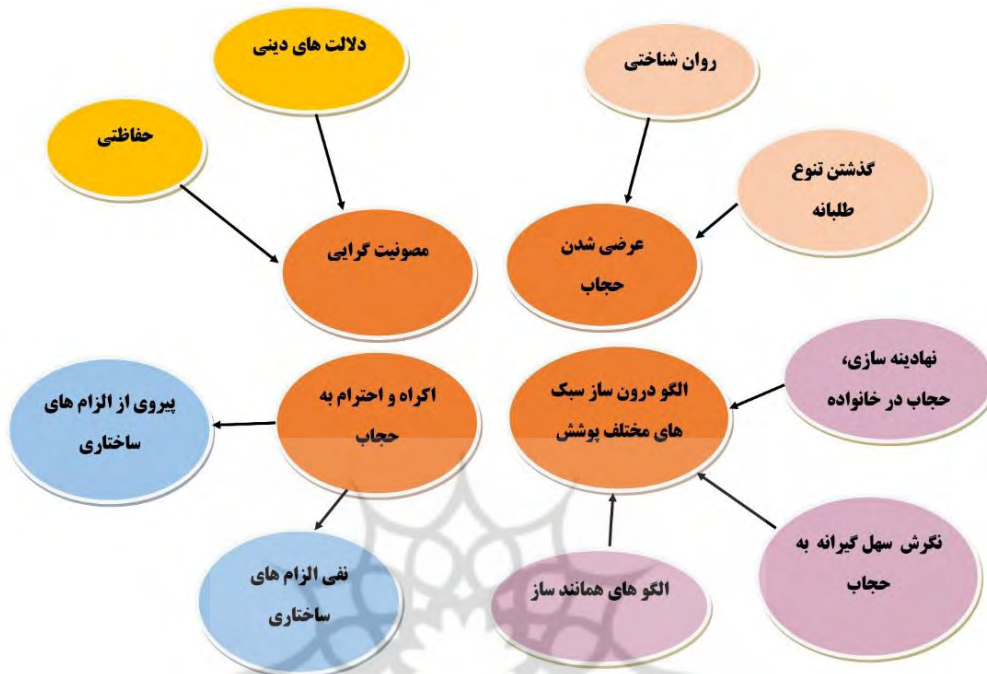 دلالت های دینی
روان شناختی
حفاظتی
گذشتن تنوع
طلبانه
مصونیت گرایی
عرضی شدن
حجاب
نهادینه سازی،
حجاب در خانواده
اکراه و احترام به
حجاب
الگو درون ساز سبک
های مختلف پوشش
پیروی از الزام های
ساختاری
نگرش سهل گیرانه به
حجاب
الگو های همانند ساز
نفی الزام های
ساختاری